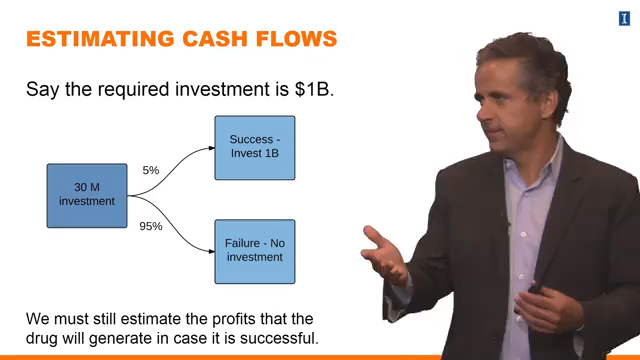 ESTIMATING CASH FLOWS
Say the required investment is $1B.
Success -
Invest 1B
5%
30 M
investment
95%
Failure - No
investment
We must still estimate the profits that the
drug will generate in case it is successful.
I